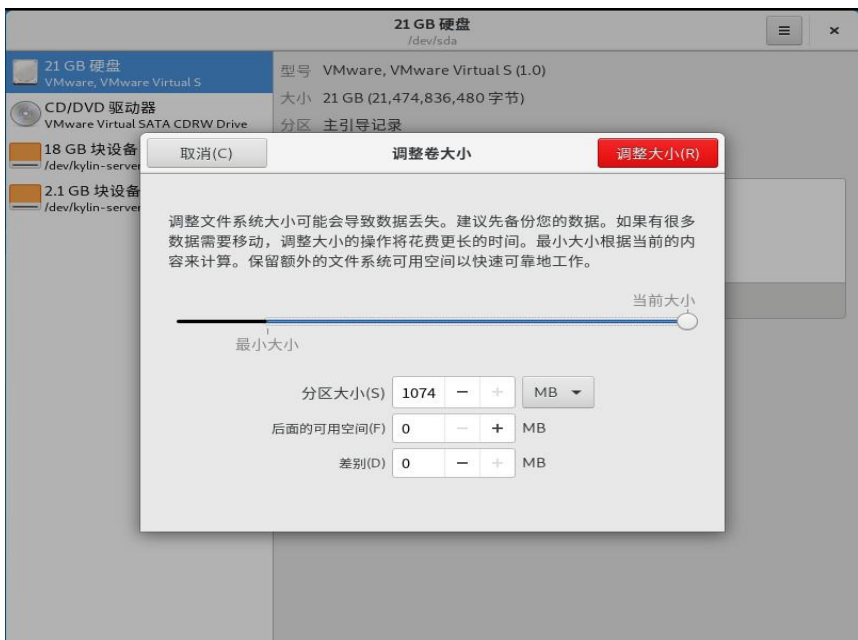 21 GB 硬盘
/dev/sda
21 GB 硬盘
VMware, VMware Virtual S
CD/DVD 驱动器
VMware Virtual SATA CDRW Drive
18 GB 块设备
/dev/kylin-server
2.1 GB 块设备
/dev/kylin-server
型号 VMware, VMware Virtual S (1.0)
大小 21 GB (21,474,836,480 字节)
分区 主引导记录
取消(C)
调整卷大小
调整大小(R)
调整文件系统大小可能会导致数据丢失。建议先备份您的数据。如果有很多
数据需要移动，调整大小的操作将花费更长的时间。最小大小根据当前的内
容来计算。保留额外的文件系统可用空间以快速可靠地工作。
当前大小
最小大小
分区大小(S) 1074 − + MB
后面的可用空间(F) 0 − + MB
差别(D) 0 − + MB